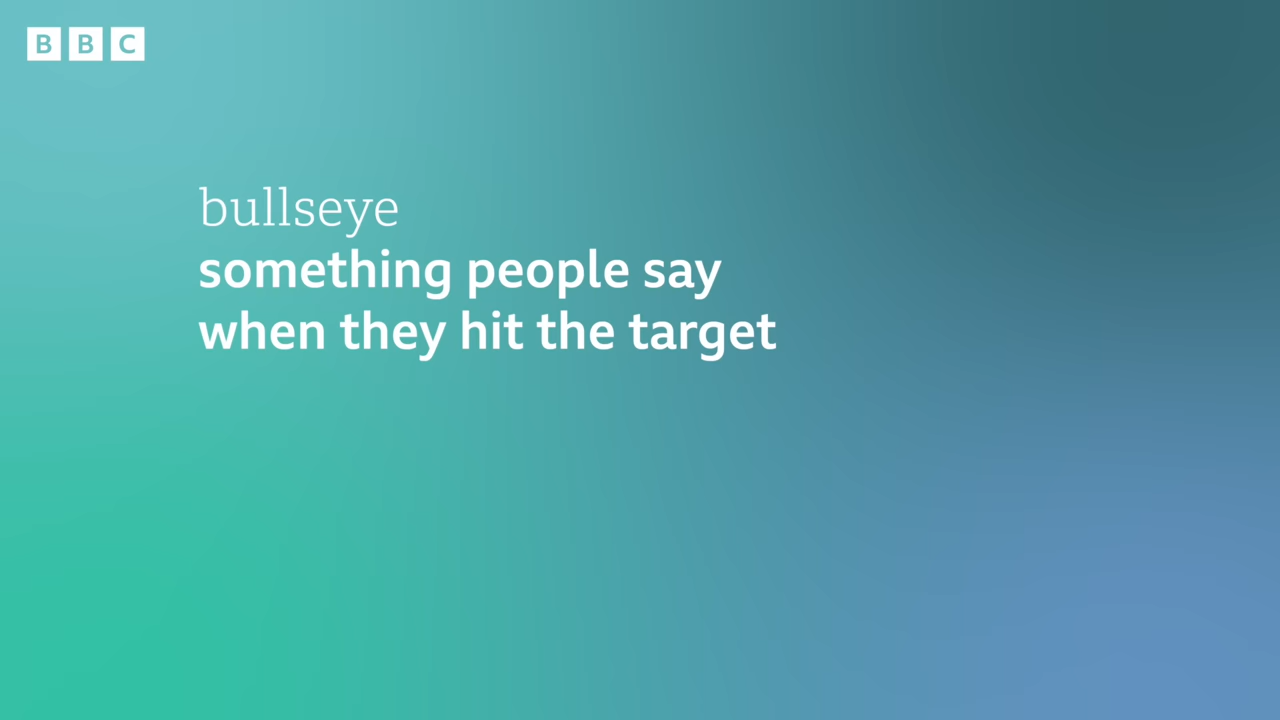 BBC
bullseye
something people say
when they hit the target